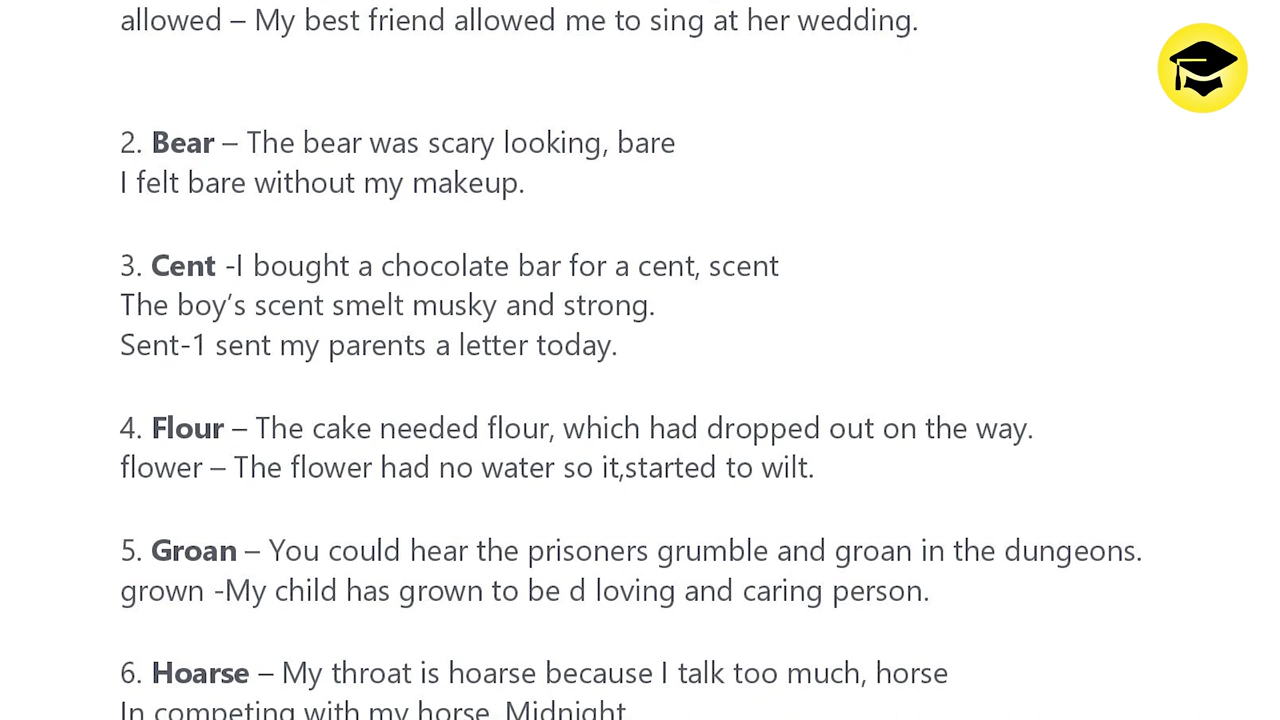 allowed – My best friend allowed me to sing at her wedding.
2. Bear – The bear was scary looking, bare
I felt bare without my makeup.
3. Cent -I bought a chocolate bar for a cent, scent
The boy’s scent smelt musky and strong.
Sent-1 sent my parents a letter today.
4. Flour – The cake needed flour, which had dropped out on the way.
flower – The flower had no water so it,started to wilt.
5. Groan – You could hear the prisoners grumble and groan in the dungeons.
grown -My child has grown to be d loving and caring person.
6. Hoarse – My throat is hoarse because I talk too much, horse
In competing with my horse, Midnight